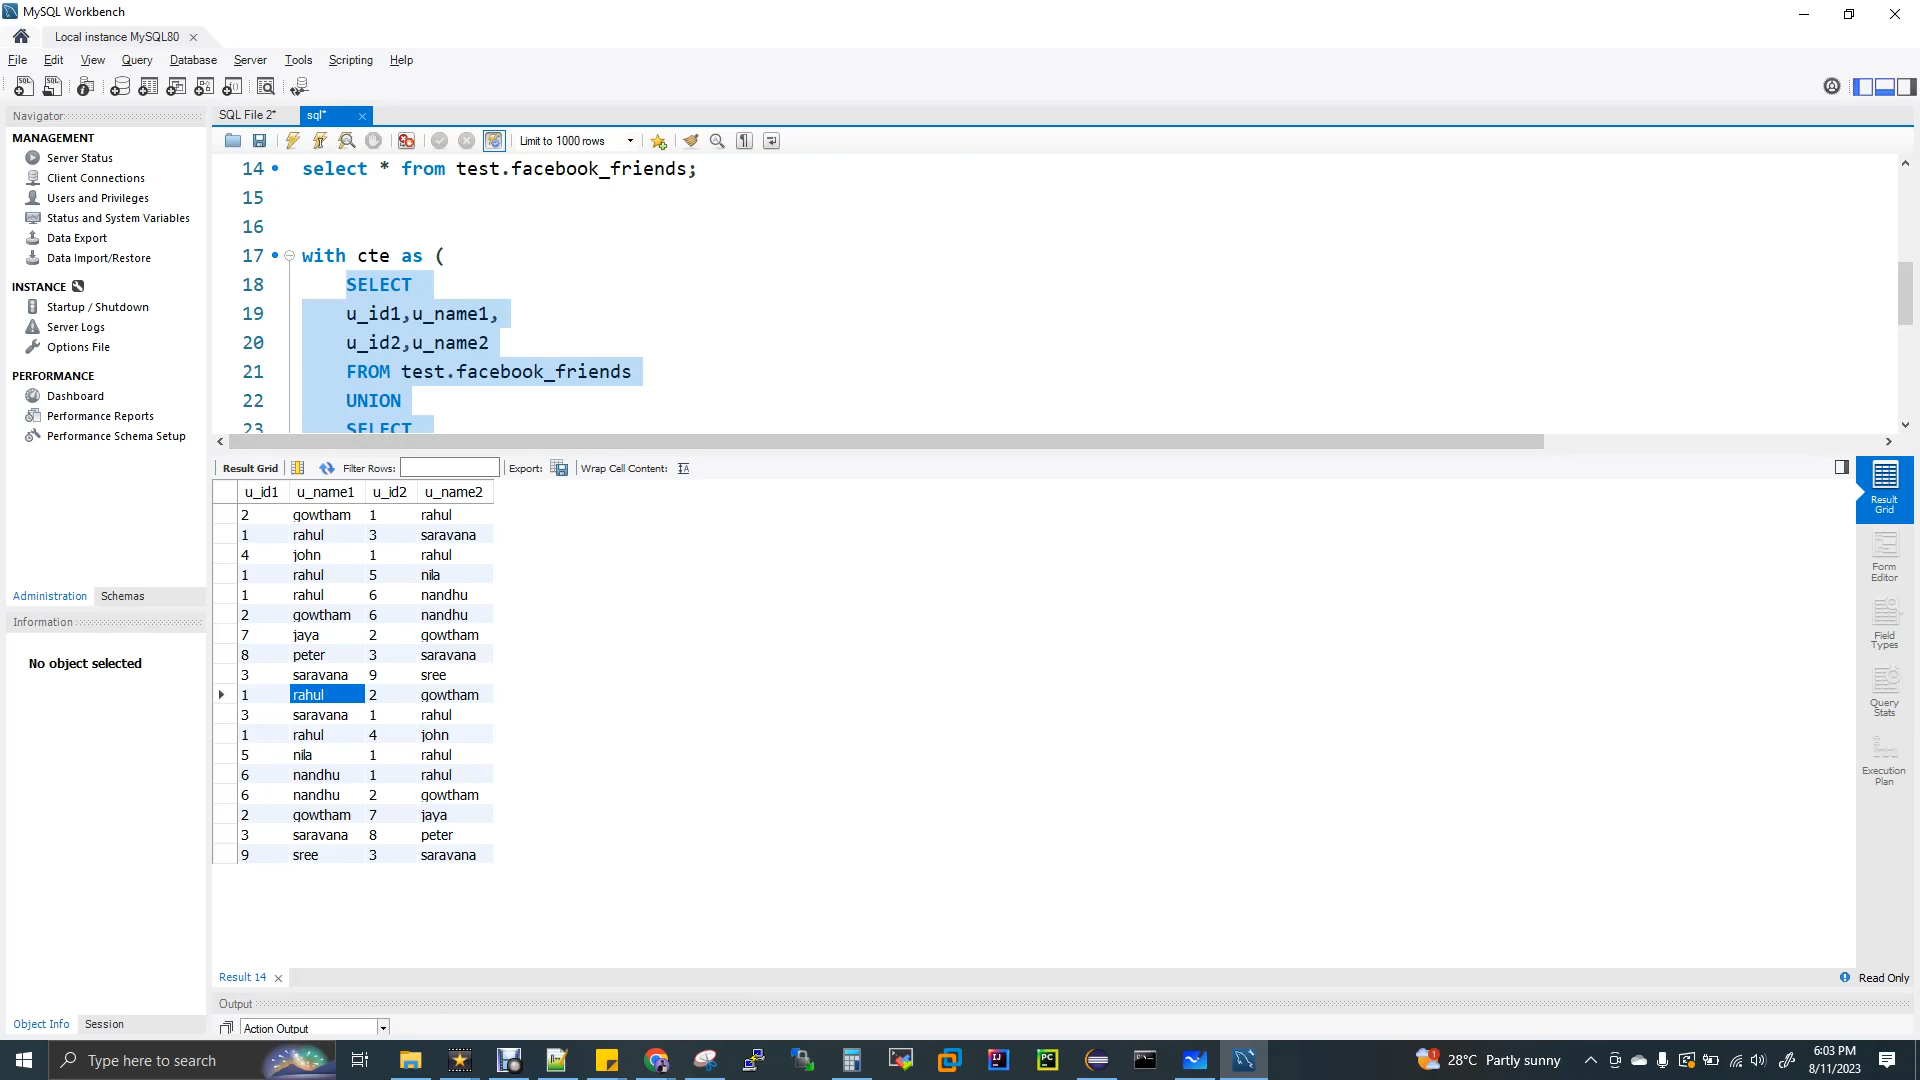 MySQL Workbench
Local instance MySQL80
File Edit View Query Database Server Tools Scripting Help
Navigator
MANAGEMENT
Server Status
Client Connections
Users and Privileges
Status and System Variables
Data Export
Data Import/Restore
INSTANCE
Startup / Shutdown
Server Logs
Options File
PERFORMANCE
Dashboard
Performance Reports
Performance Schema Setup
Administration Schemas
Information
No object selected
Object Info Session
SQL File 2* sql*
Limit to 1000 rows
14 select * from test.facebook_friends;
15
16
17 with cte as (
18 SELECT
19 u_id1,u_name1,
20 u_id2,u_name2
21 FROM test.facebook_friends
22 UNION
23 SELECT
Result Grid Filter Rows: Export: Wrap Cell Content:
u_id1 u_name1 u_id2 u_name2
2 gowtham 1 rahul
1 rahul 3 saravana
4 john 1 rahul
1 rahul 5 nila
1 rahul 6 nandhu
2 gowtham 6 nandhu
7 jaya 2 gowtham
8 peter 3 saravana
3 saravana 9 sree
1 rahul 2 gowtham
3 saravana 1 rahul
1 rahul 4 john
5 nila 1 rahul
6 nandhu 1 rahul
6 nandhu 2 gowtham
2 gowtham 7 jaya
3 saravana 8 peter
9 sree 3 saravana
Result
Grid
Form
Editor
Field
Types
Query
Stats
Execution
Plan
Result 14
Read Only
Output
Action Output
Type here to search
28°C Partly sunny
6:03 PM
8/11/2023